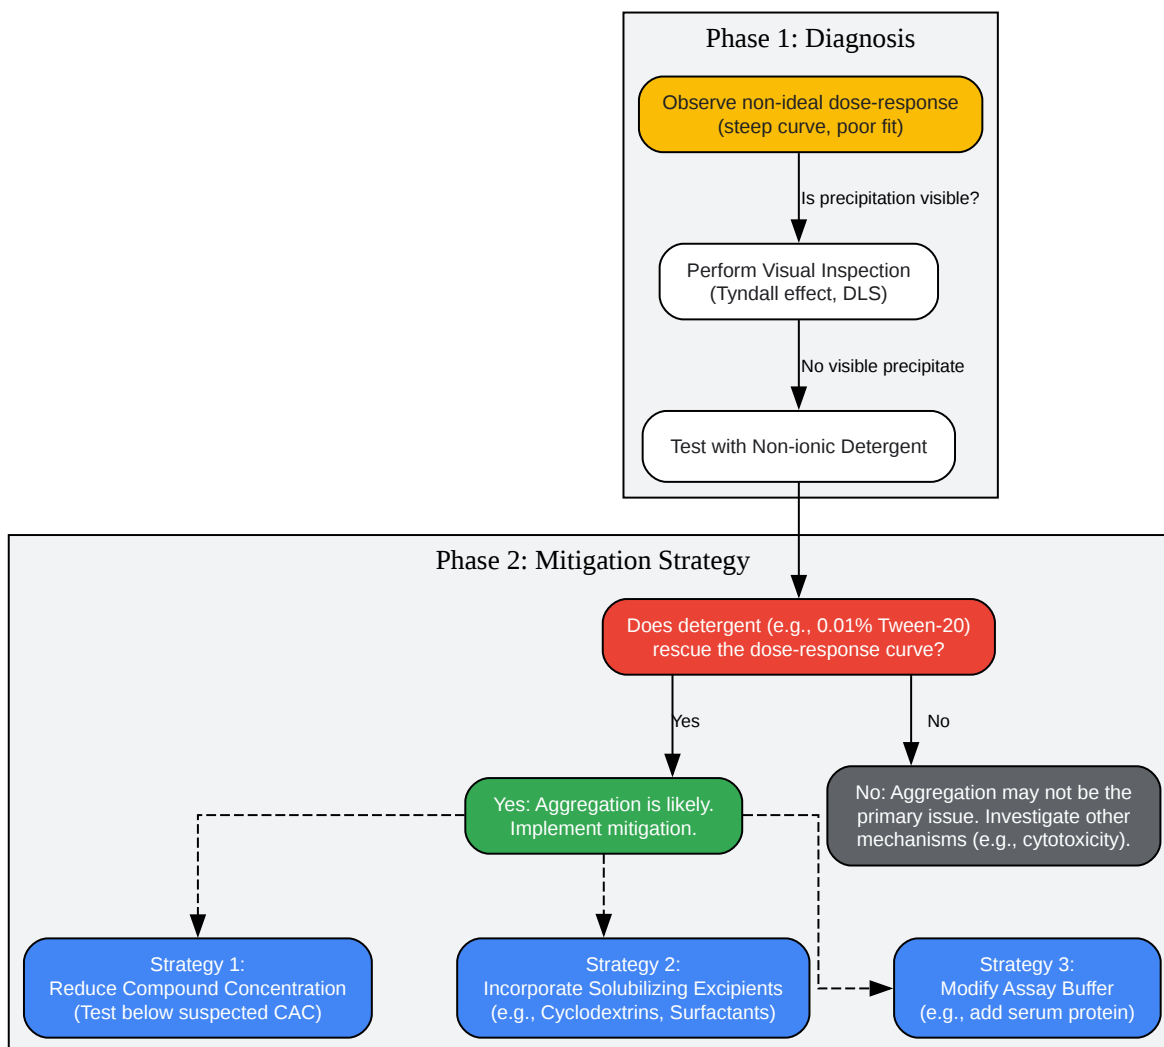 Phase 1: Diagnosis
Observe non-ideal dose-response
(steep curve, poor fit)
Is precipitation visible?
Perform Visual Inspection
(Tyndall effect, DLS)
No visible precipitate
Test with Non-ionic Detergent
Phase 2: Mitigation Strategy
Does detergent (e.g., 0.01% Tween-20)
rescue the dose-response curve?
Yes
No
Yes: Aggregation is likely.
Implement mitigation.
No: Aggregation may not be the
primary issue. Investigate other
mechanisms (e.g., cytotoxicity).
Strategy 1:
Reduce Compound Concentration
(Test below suspected CAC)
Strategy 2:
Incorporate Solubilizing Excipients
(e.g., Cyclodextrins, Surfactants)
Strategy 3:
Modify Assay Buffer
(e.g., add serum protein)